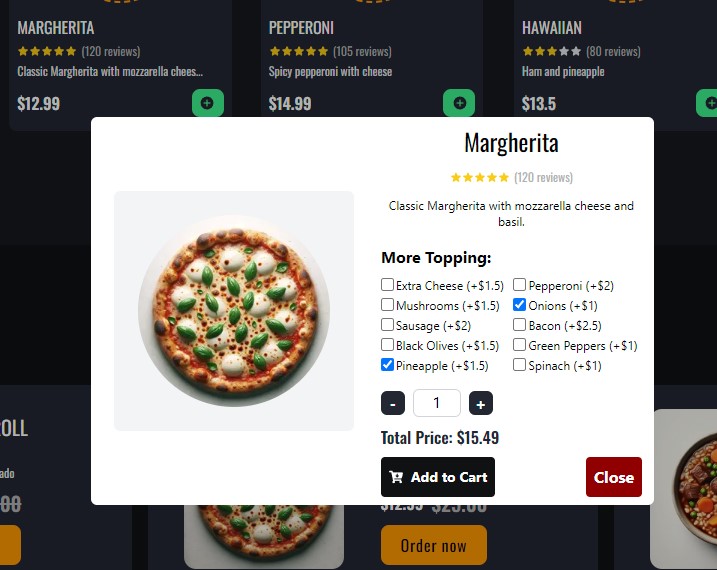 MARGHERITA
(120 reviews)
Classic Margherita with mozzarella chees...
$12.99
PEPPERONI
(105 reviews)
Spicy pepperoni with cheese
$14.99
HAWAIIAN
(80 reviews)
Ham and pineapple
$13.5
Margherita
(120 reviews)
Classic Margherita with mozzarella cheese and
basil.
More Topping:
Extra Cheese (+$1.5) Pepperoni (+$2)
Mushrooms (+$1.5) Onions (+$1)
Sausage (+$2) Bacon (+$2.5)
Black Olives (+$1.5) Green Peppers (+$1)
Pineapple (+$1.5) Spinach (+$1)
- 1 +
Total Price: $15.49
Add to Cart Close
OLL
ado
00
$12.99 $25.00
Order now